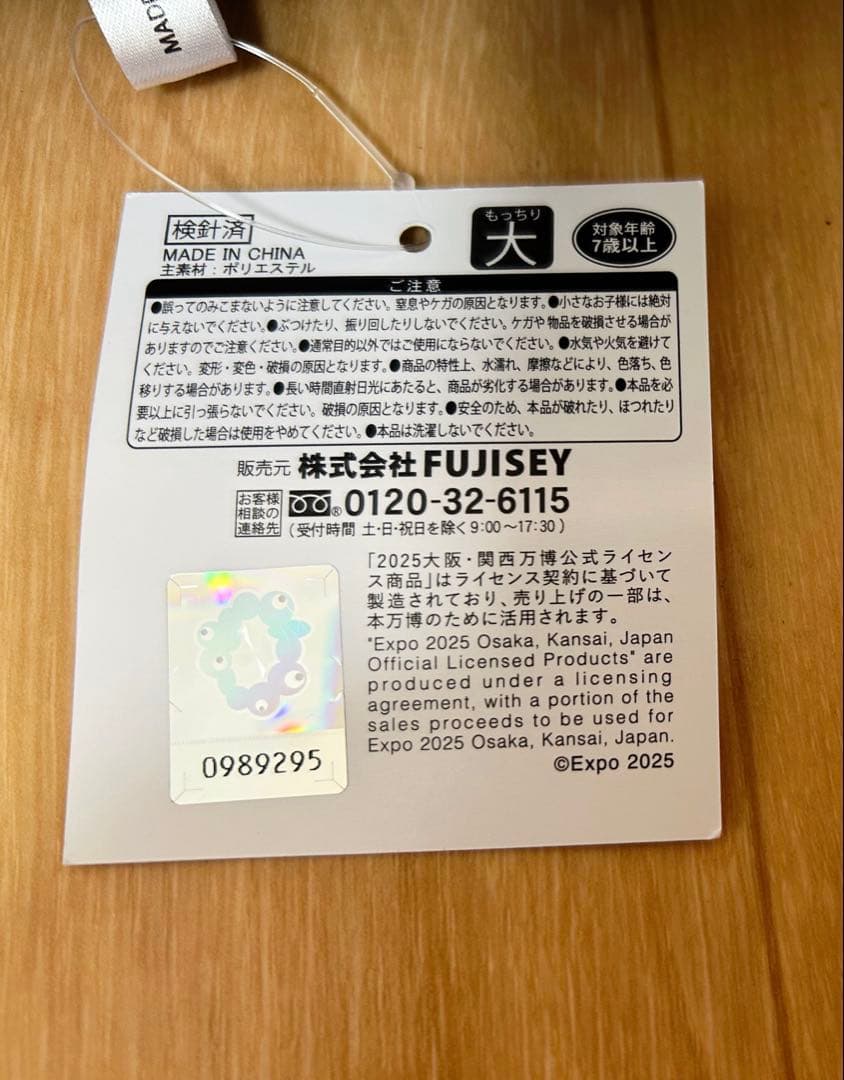 MADE
検針済
MADE IN CHINA
主素材：ポリエステル
もっちり
大
対象年齢
7歳以上
ご注意
●誤ってのみこまないように注意してください。窒息やケガの原因となります。●小さなお子様には絶対
に与えないでください。●ぶつけたり、振り回したりしないでください。ケガや物品を破損させる場合が
ありますのでご注意ください。●通常目的以外ではご使用にならないでください。●水気や火気を避けて
ください。変形・変色・破損の原因となります。●商品の特性上、水濡れ、摩擦などにより、色落ち、色
移りする場合があります。●長い時間直射日光にあたると、商品が劣化する場合があります。●本品を必
要以上に引っ張らないでください。破損の原因となります。●安全のため、本品が破れたり、ほつれたり
など破損した場合は使用をやめてください。●本品は洗濯しないでください。
販売元 株式会社FUJISEY
お客様
相談の
連絡先
®0120-32-6115
（受付時間 土・日・祝日を除く9:00～17:30）
「2025大阪・関西万博公式ライセン
ス商品」はライセンス契約に基づいて
製造されており、売り上げの一部は、
本万博のために活用されます。
"Expo 2025 Osaka, Kansai, Japan
Official Licensed Products" are
produced under a licensing
agreement, with a portion of the
sales proceeds to be used for
Expo 2025 Osaka, Kansai, Japan.
©Expo 2025
0989295